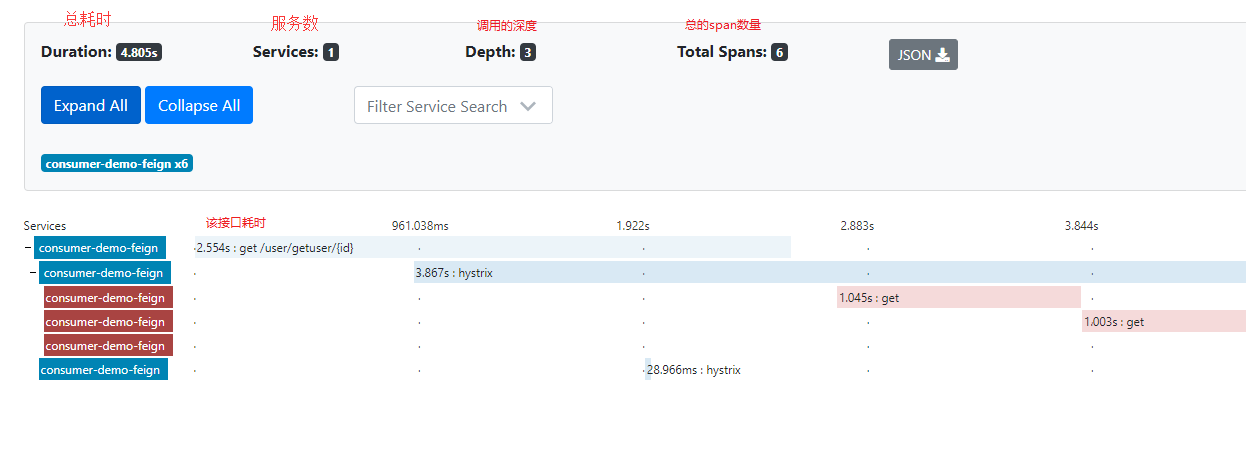 总耗时 服务数 调用的深度 总的span数量
Duration: 4.805s Services: 1 Depth: 3 Total Spans: 6 JSON
Expand All Collapse All Filter Service Search
consumer-demo-feign x6
该接口耗时
Services 961.038ms 1.922s 2.883s 3.844s
consumer-demo-feign 2.554s : get /user/getuser/{id}
consumer-demo-feign 3.867s : hystrix
consumer-demo-feign 1.045s : get
consumer-demo-feign 1.003s : get
consumer-demo-feign
consumer-demo-feign 28.966ms : hystrix